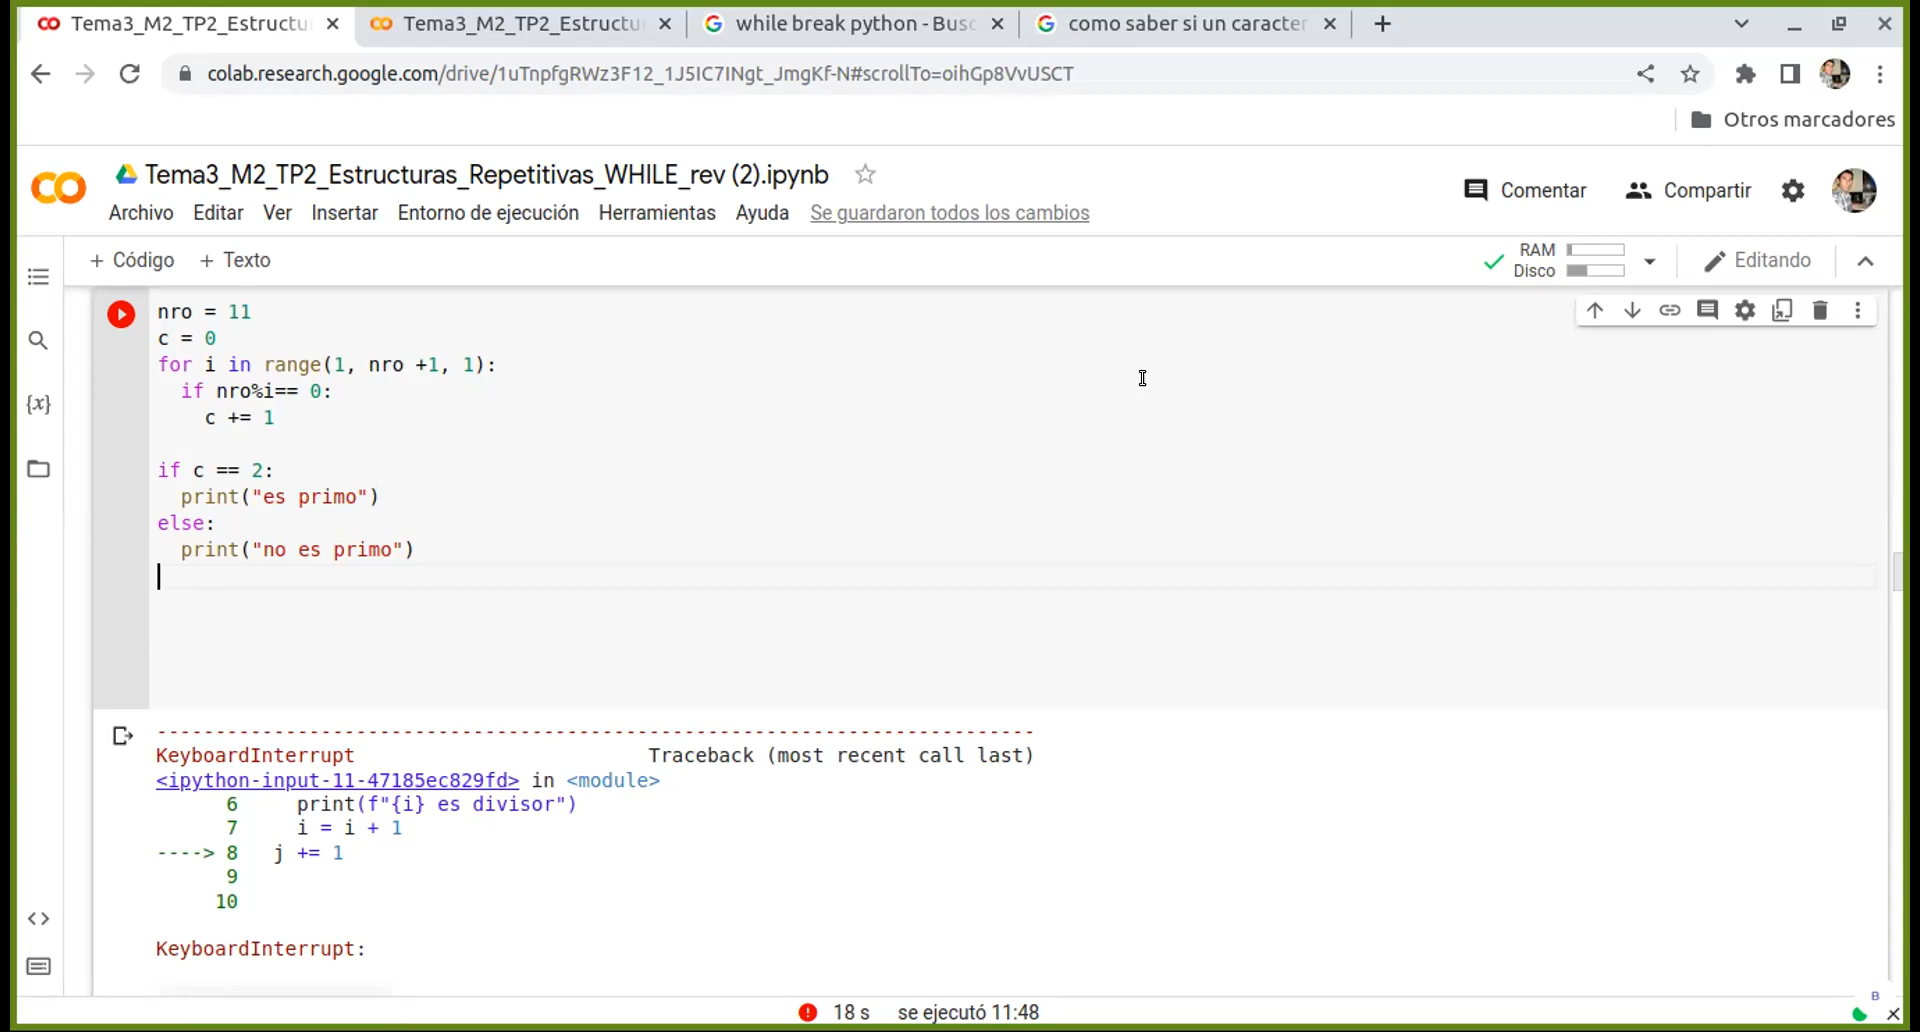 Tema3_M2_TP2_Estructu
Tema3_M2_TP2_Estructu
while break python - Bus
como saber si un caracter
colab.research.google.com/drive/1uTnpfgRWz3F12_1J5IC7INgt_JmgKf-N#scrollTo=oihGp8VvUSCT
Otros marcadores
Tema3_M2_TP2_Estructuras_Repetitivas_WHILE_rev (2).ipynb
Comentar
Compartir
Archivo Editar Ver Insertar Entorno de ejecución Herramientas Ayuda Se guardaron todos los cambios
+ Código + Texto
RAM
Disco
Editando
nro = 11
c = 0
for i in range(1, nro +1, 1):
if nro%i== 0:
c += 1
if c == 2:
print("es primo")
else:
print("no es primo")
{x}
---------------------------------------------------------------------------
KeyboardInterrupt Traceback (most recent call last)
<ipython-input-11-47185ec829fd> in <module>
6 print(f"{i} es divisor")
7 i = i + 1
----> 8 j += 1
9
10
KeyboardInterrupt:
18 s se ejecutó 11:48
B